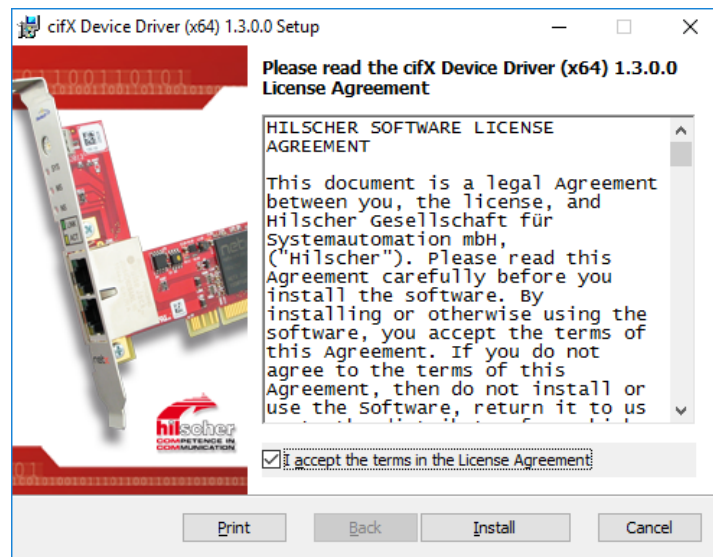 cifX Device Driver (x64) 1.3.0.0 Setup
Please read the cifX Device Driver (x64) 1.3.0.0
License Agreement
HILSCHER SOFTWARE LICENSE
AGREEMENT
This document is a legal Agreement
between you, the license, and
Hilscher Gesellschaft für
Systemautomation mbH,
("Hilscher"). Please read this
Agreement carefully before you
install the software. By
installing or otherwise using the
software, you accept the terms of
this Agreement. If you do not
agree to the terms of this
Agreement, then do not install or
use the Software, return it to us
hilscher
COMPETENCE IN
COMMUNICATION
I accept the terms in the License Agreement
Print
Back
Install
Cancel